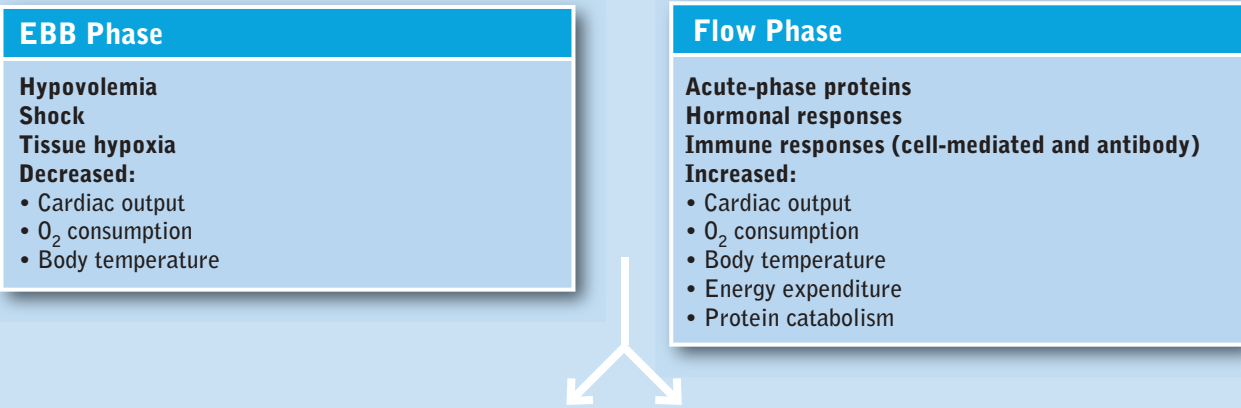 EBB Phase
Hypovolemia
Shock
Tissue hypoxia
Decreased:
• Cardiac output
• O₂ consumption
• Body temperature
Flow Phase
Acute-phase proteins
Hormonal responses
Immune responses (cell-mediated and antibody)
Increased:
• Cardiac output
• O₂ consumption
• Body temperature
• Energy expenditure
• Protein catabolism